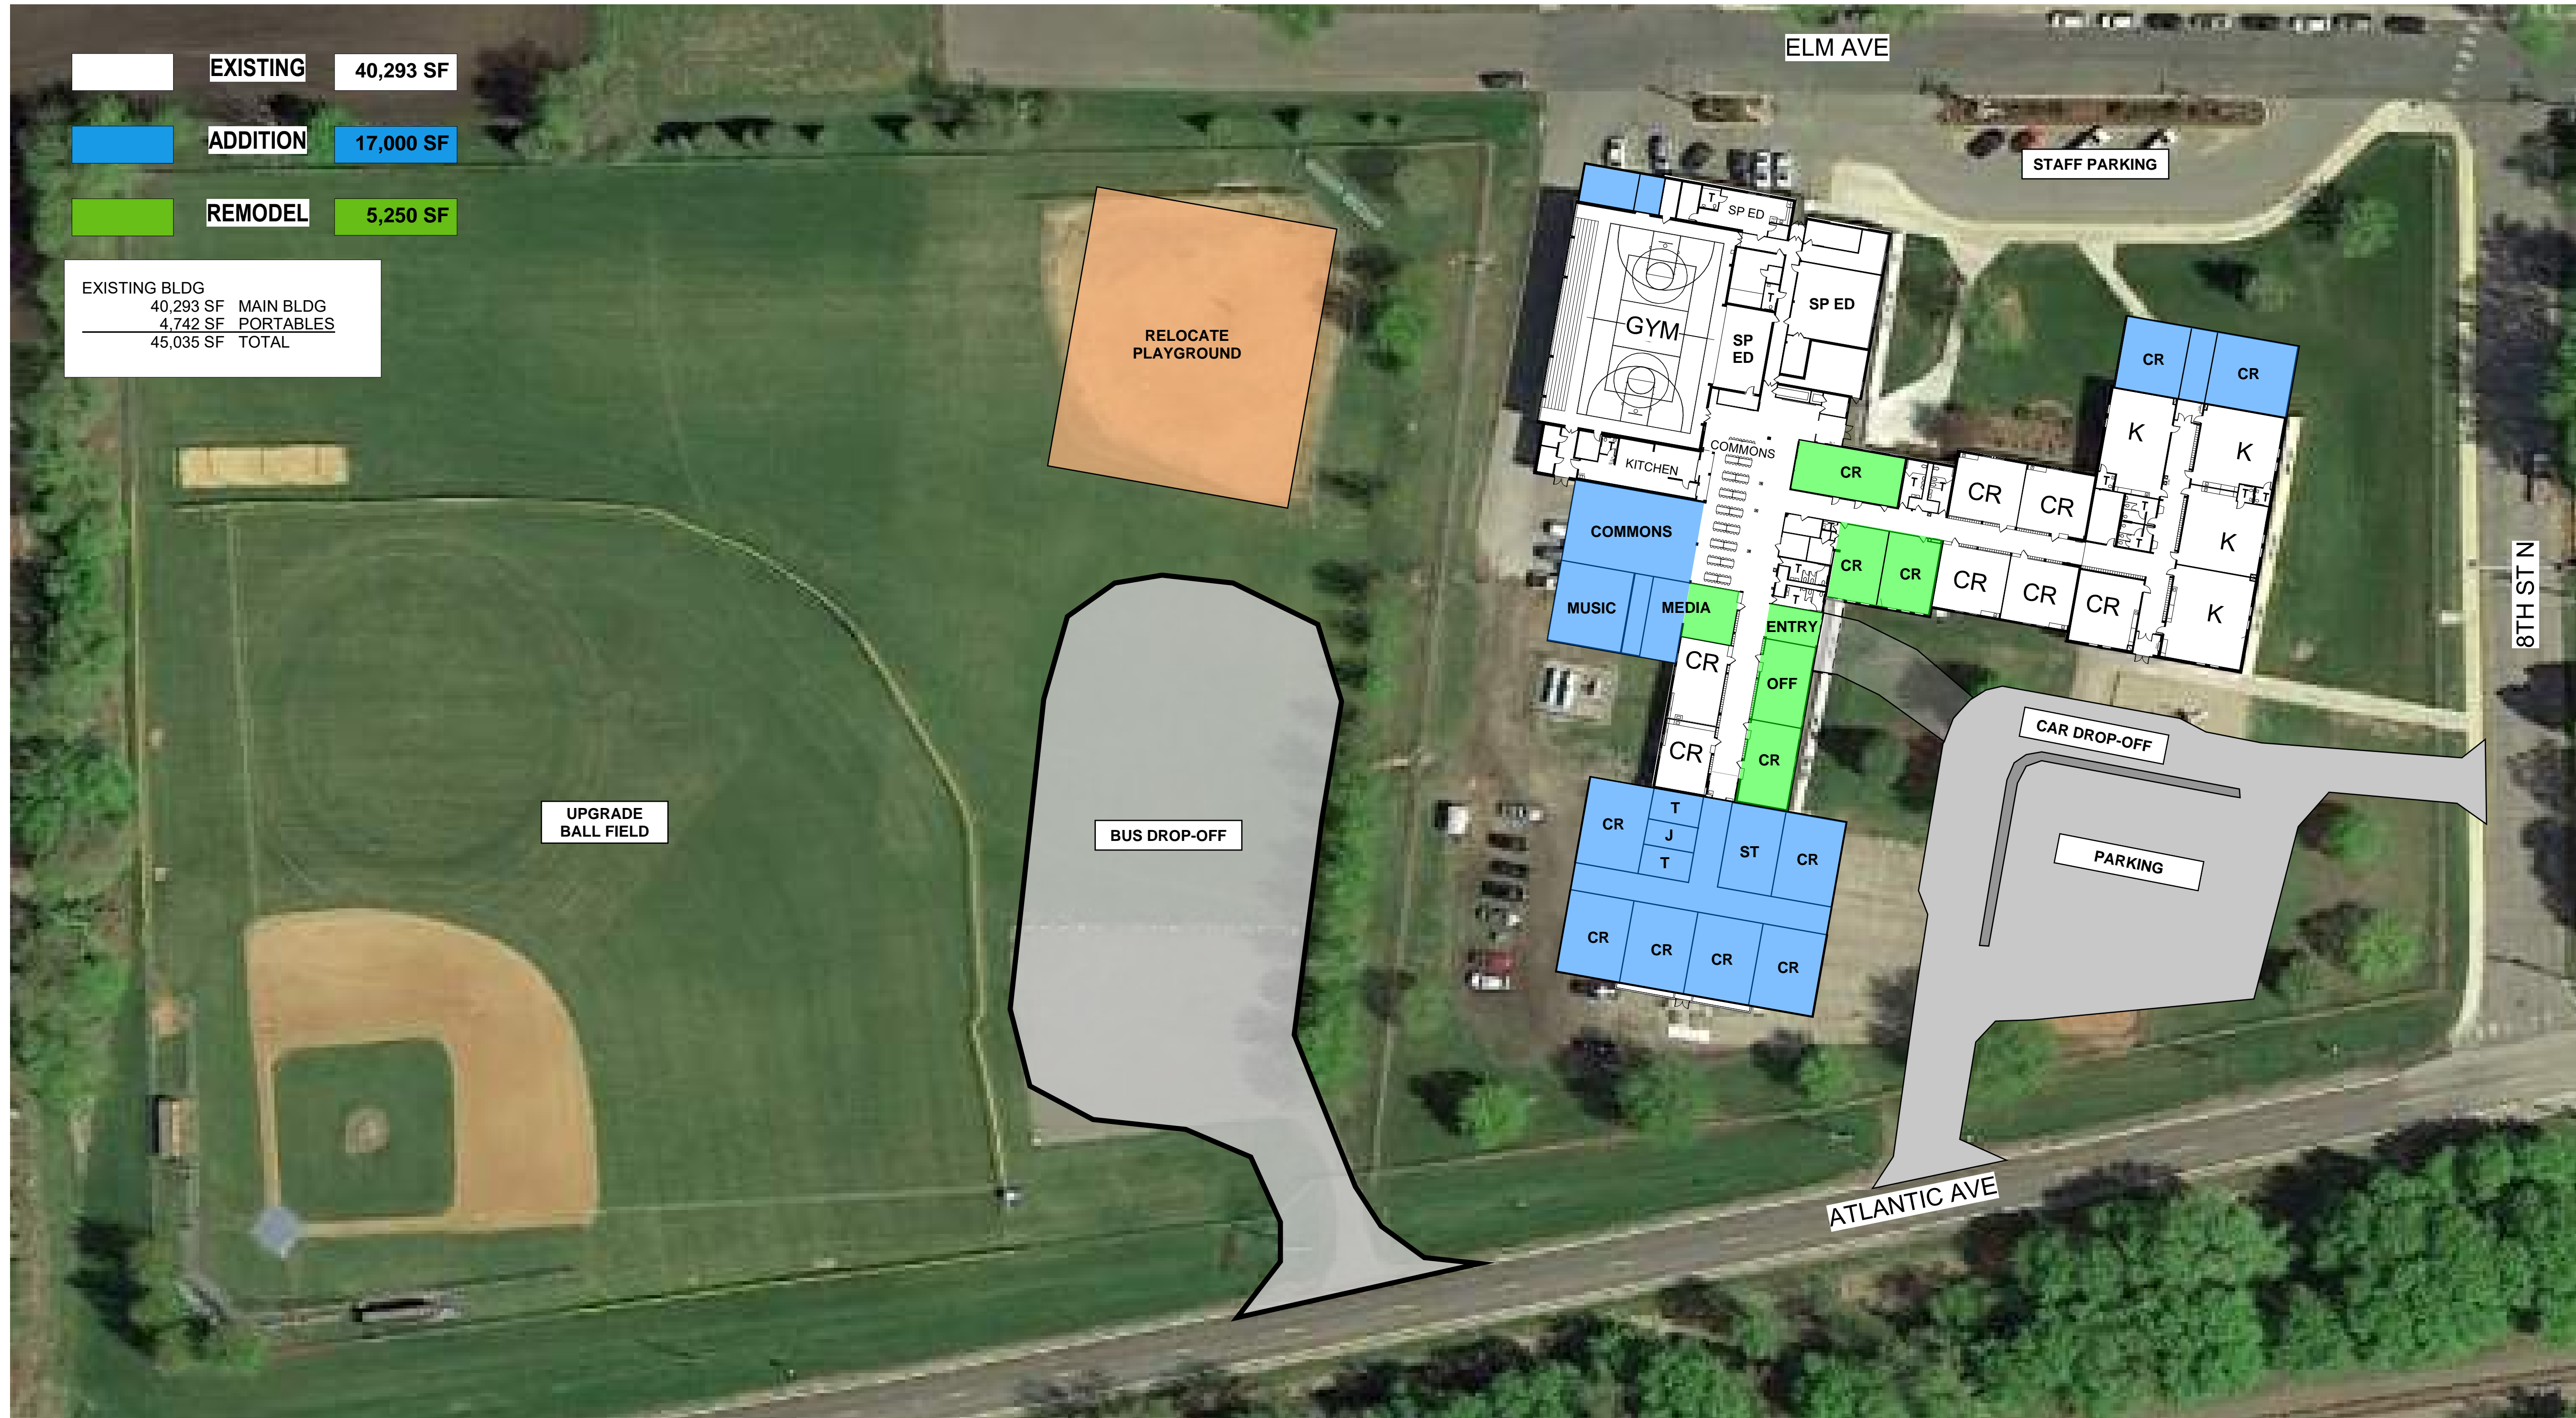 EXISTING 40,293 SF
ADDITION 17,000 SF
REMODEL 5,250 SF
EXISTING BLDG
40,293 SF MAIN BLDG
4,742 SF PORTABLES
45,035 SF TOTAL
ELM AVE
STAFF PARKING
T
SP ED
SP ED
T
GYM
SP
ED
RELOCATE
PLAYGROUND
CR
CR
K
K
COMMONS
T
KITCHEN
CR
T
T
CR
CR
T
T
T
T
T
COMMONS
K
CR
CR
T
CR
CR
CR
K
MUSIC
MEDIA
T
ENTRY
8TH ST N
CR
OFF
CR
CR
CAR DROP-OFF
UPGRADE
BALL FIELD
BUS DROP-OFF
CR
T
J
T
ST
CR
PARKING
CR
CR
CR
CR
ATLANTIC AVE